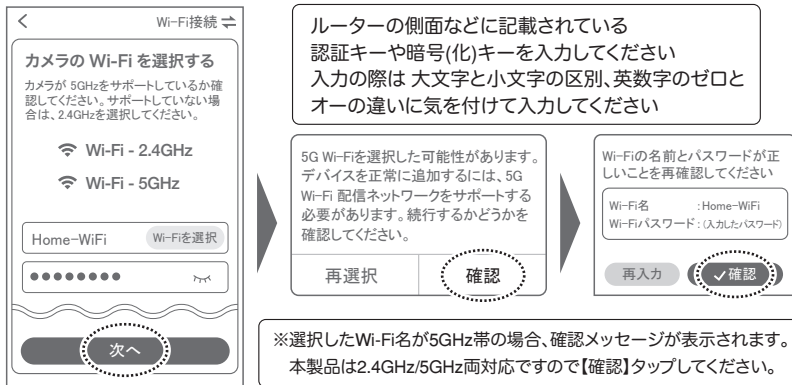 Wi-Fi接続
カメラの Wi-Fi を選択する
カメラが 5GHzをサポートしているか確
認してください。サポートしていない場
合は、2.4GHzを選択してください。
Wi-Fi - 2.4GHz
Wi-Fi - 5GHz
Home-WiFi
Wi-Fiを選択
次へ
ルーターの側面などに記載されている
認証キーや暗号(化)キーを入力してください
入力の際は 大文字と小文字の区別、英数字のゼロと
オーの違いに気を付けて入力してください
5G Wi-Fiを選択した可能性があります。
デバイスを正常に追加するには、5G
Wi-Fi 配信ネットワークをサポートする
必要があります。続行するかどうかを
確認してください。
再選択 確認
Wi-Fiの名前とパスワードが正
しいことを再確認してください
Wi-Fi名 :Home-WiFi
Wi-Fiパスワード:(入力したパスワード)
再入力 ✓確認
※選択したWi-Fi名が5GHz帯の場合、確認メッセージが表示されます。
本製品は2.4GHz/5GHz両対応ですので【確認】タップしてください。